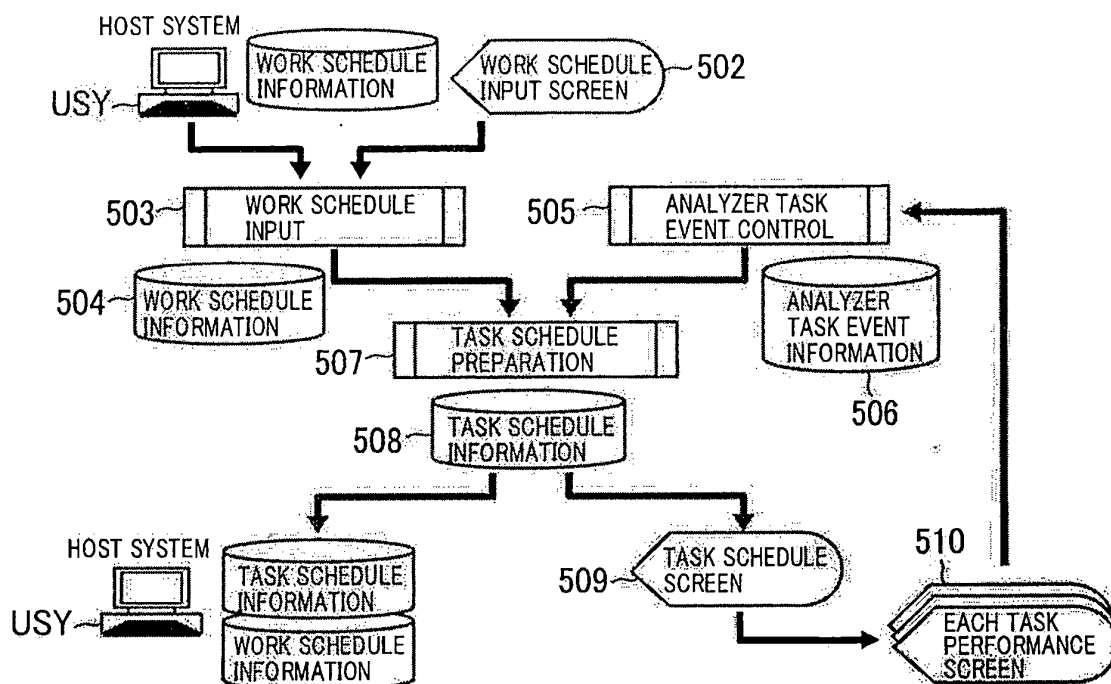 HOST SYSTEM
USY
WORK SCHEDULE
INFORMATION
WORK SCHEDULE
INPUT SCREEN
502
503
WORK SCHEDULE
INPUT
505
ANALYZER TASK
EVENT CONTROL
504
WORK SCHEDULE
INFORMATION
ANALYZER
TASK EVENT
INFORMATION
506
507
TASK SCHEDULE
PREPARATION
508
TASK SCHEDULE
INFORMATION
HOST SYSTEM
USY
TASK SCHEDULE
INFORMATION
WORK SCHEDULE
INFORMATION
509
TASK SCHEDULE
SCREEN
510
EACH TASK
PERFORMANCE
SCREEN